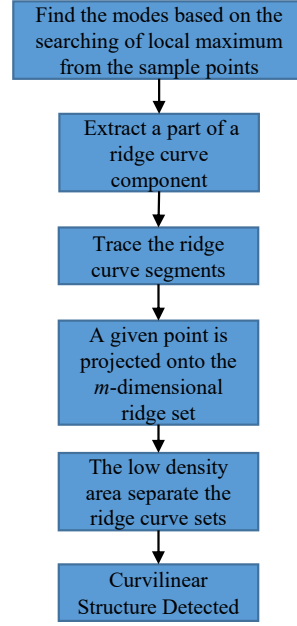 Find the modes based on the
searching of local maximum
from the sample points
Extract a part of a
ridge curve
component
Trace the ridge
curve segments
A given point is
projected onto the
m-dimensional
ridge set
The low density
area separate the
ridge curve sets
Curvilinear
Structure Detected